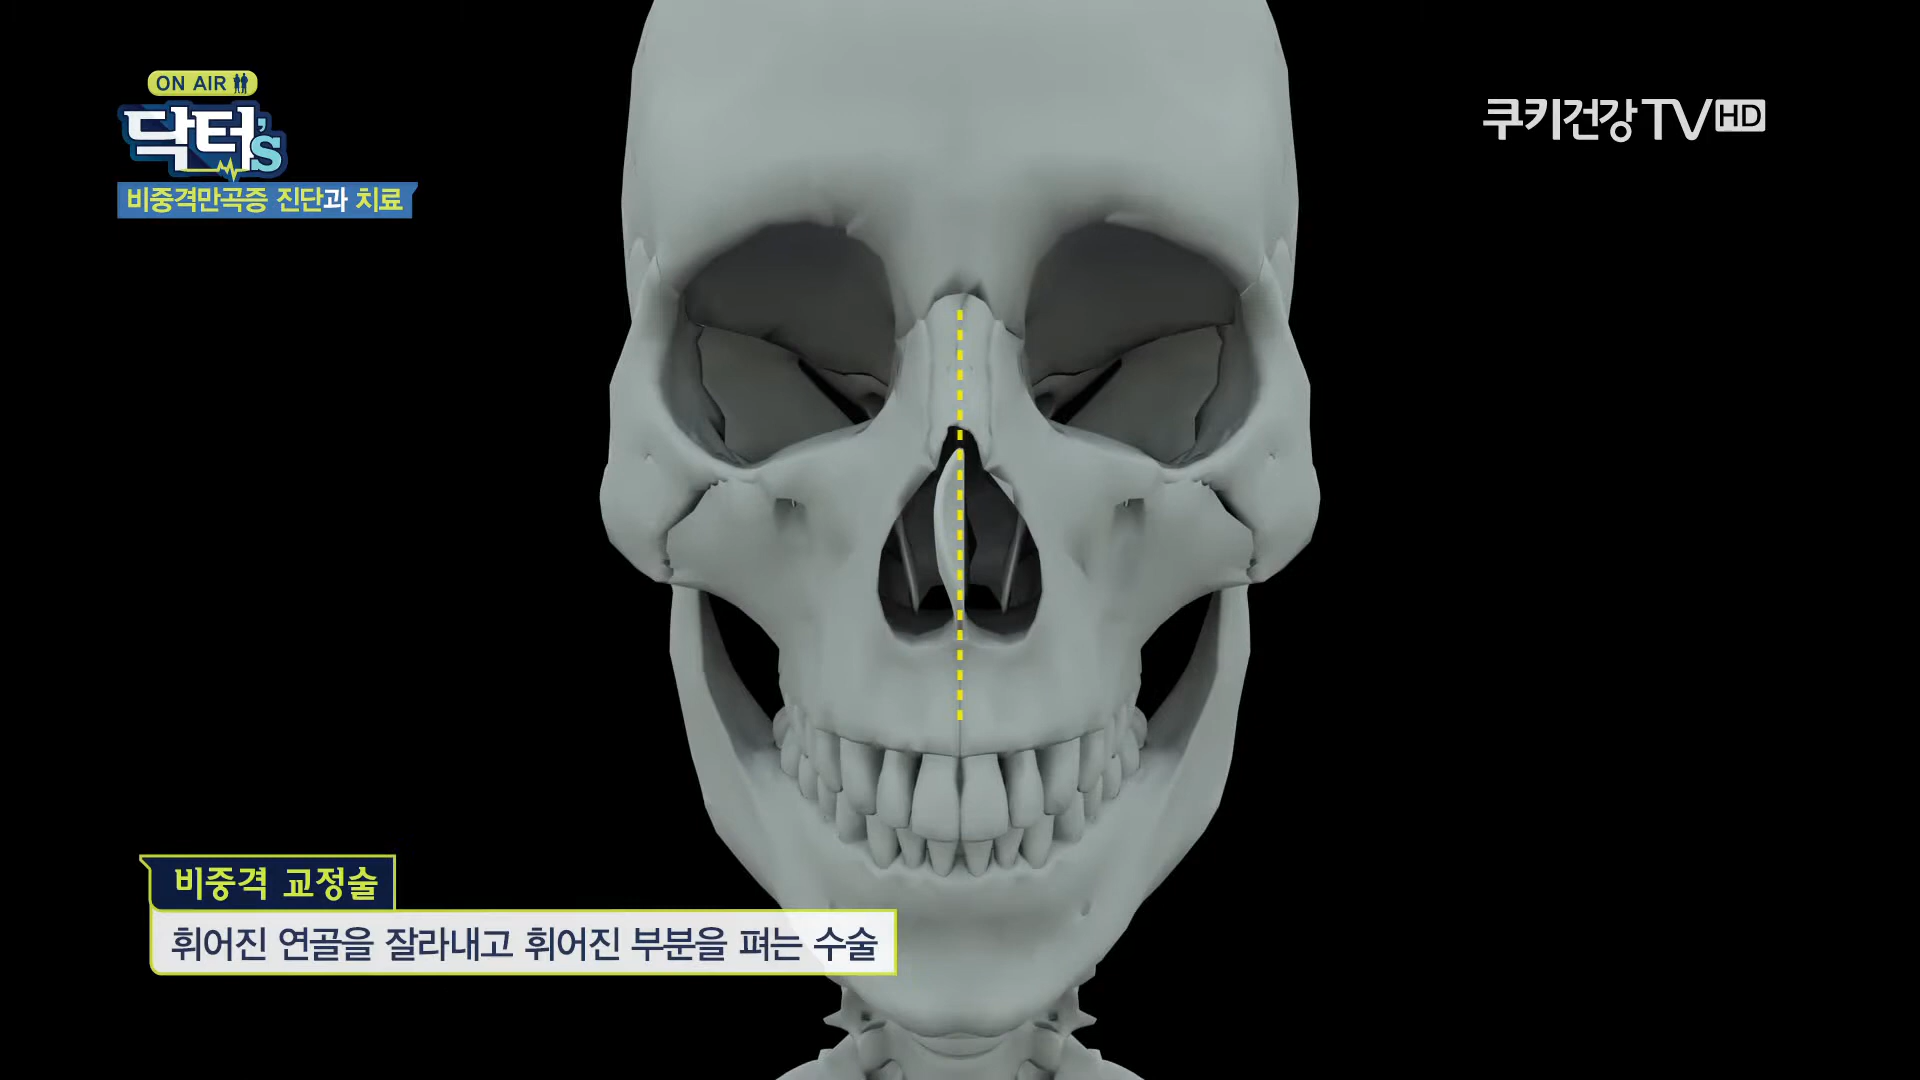 ON AIR
닥터's
비중격만곡증 진단과 치료
쿠키건강TV HD
비중격 교정술
휘어진 연골을 잘라내고 휘어진 부분을 펴는 수술